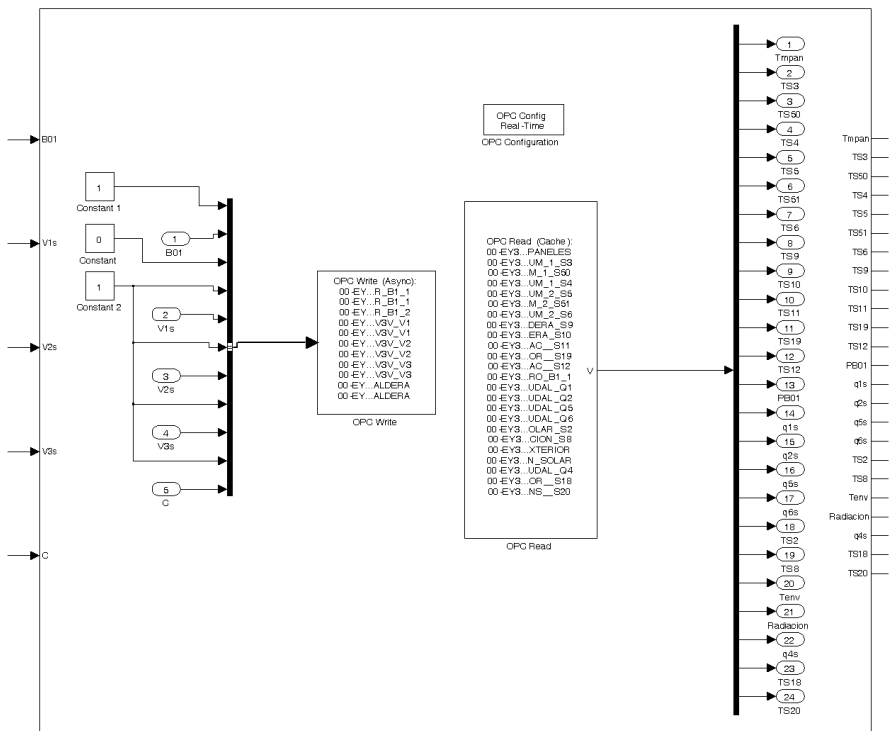 B01
V1s
V2s
V3s
C
1
Constant 1
0
Constant
1
Constant 2
1
B01
2
V1s
3
V2s
4
V3s
5
C
OPC Write (Async):
00-EY...R_B1_1
00-EY...R_B1_1
00-EY...R_B1_2
00-EY...V3V_V1
00-EY...V3V_V1
00-EY...V3V_V2
00-EY...V3V_V2
00-EY...V3V_V3
00-EY...V3V_V3
00-EY...ALDERA
00-EY...ALDERA
OPC Write
OPC Config
Real-Time
OPC Configuration
OPC Read (Cache):
00-EY3...PANELES
00-EY3...UM_1_S3
00-EY3...M_1_S50
00-EY3...UM_1_S4
00-EY3...UM_2_S5
00-EY3...M_2_S51
00-EY3...UM_2_S6
00-EY3...DERA_S9
00-EY3...ERA_S10
00-EY3...AC__S11
00-EY3...OR__S19
00-EY3...AC__S12
00-EY3...RO_B1_1
00-EY3...UDAL_Q1
00-EY3...UDAL_Q2
00-EY3...UDAL_Q5
00-EY3...UDAL_Q6
00-EY3...OLAR_S2
00-EY3...CION_S8
00-EY3...XTERIOR
00-EY3...N_SOLAR
00-EY3...UDAL_Q4
00-EY3...OR__S18
00-EY3...NS__S20
V
OPC Read
1
Tmpan
2
TS3
3
TS50
4
TS4
5
TS5
6
TS51
7
TS6
8
TS9
9
TS10
10
TS11
11
TS19
12
TS12
13
PB01
14
q1s
15
q2s
16
q5s
17
q6s
18
TS2
19
TS8
20
Tenv
21
Radiacion
22
q4s
23
TS18
24
TS20
Tmpan
TS3
TS50
TS4
TS5
TS51
TS6
TS9
TS10
TS11
TS19
TS12
PB01
q1s
q2s
q5s
q6s
TS2
TS8
Tenv
Radiacion
q4s
TS18
TS20